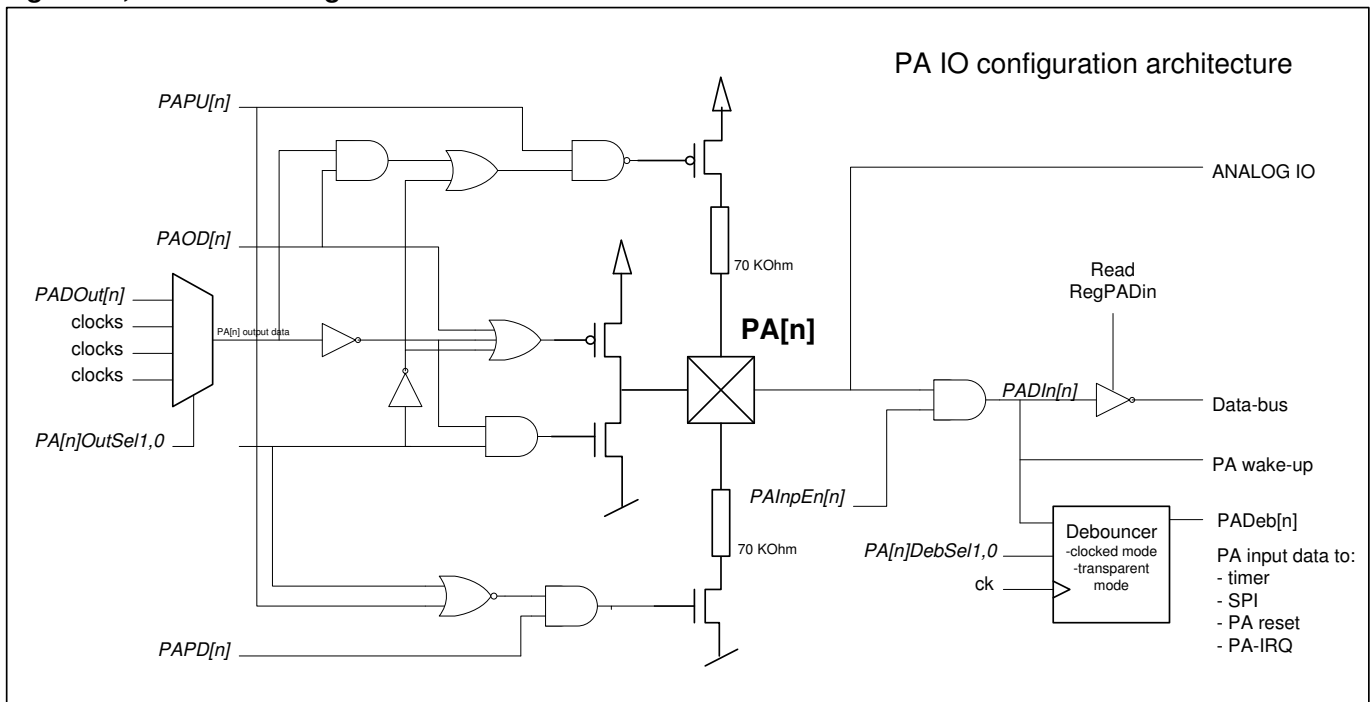 PA IO configuration architecture
PAPU[n]
ANALOG IO
PAOD[n]
70 KOhm
Read
RegPADin
PADOut[n]
clocks
clocks
clocks
PA[n] output data
PA[n]
PADIn[n]
Data-bus
PA[n]OutSel1,0
PA wake-up
PAInpEn[n]
70 KOhm
Debouncer
-clocked mode
-transparent
mode
PADeb[n]
PA[n]DebSel1,0
ck
PA input data to:
- timer
- SPI
- PA reset
- PA-IRQ
PAPD[n]